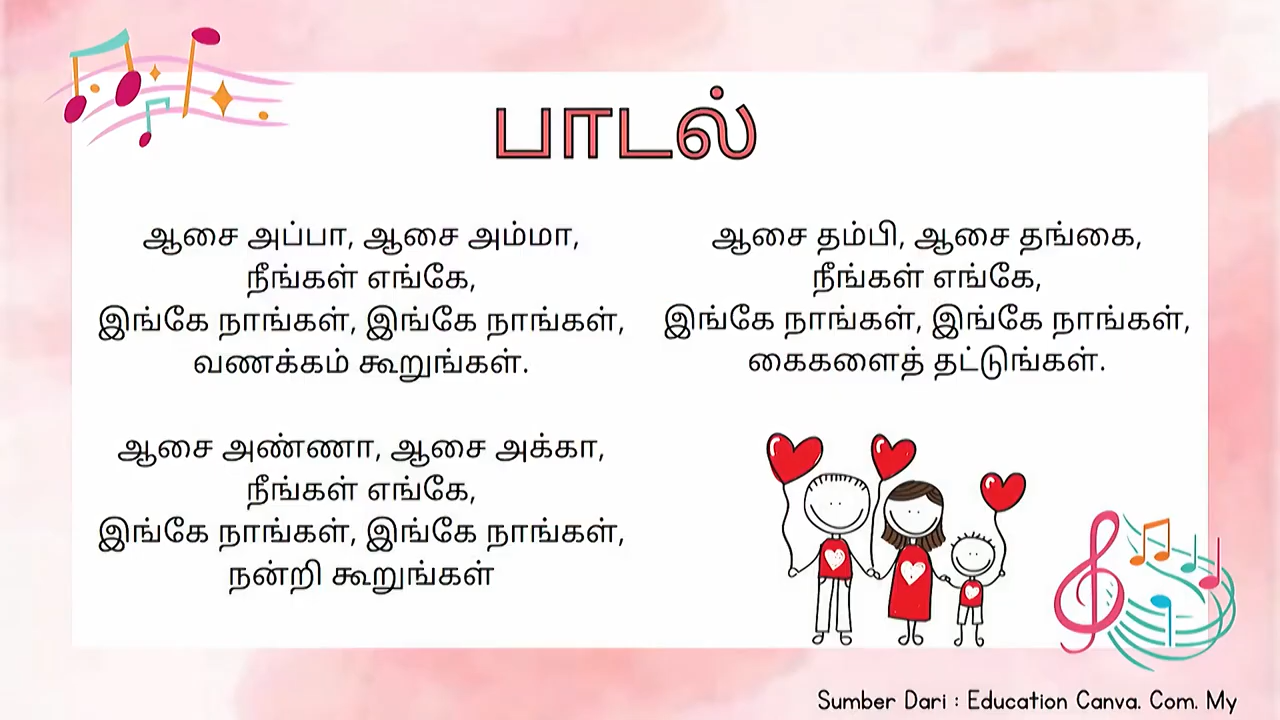 பாடல்
ஆசை அப்பா, ஆசை அம்மா,
நீங்கள் எங்கே,
இங்கே நாங்கள், இங்கே நாங்கள்,
வணக்கம் கூறுங்கள்.
ஆசை அண்ணா, ஆசை அக்கா,
நீங்கள் எங்கே,
இங்கே நாங்கள், இங்கே நாங்கள்,
நன்றி கூறுங்கள்
ஆசை தம்பி, ஆசை தங்கை,
நீங்கள் எங்கே,
இங்கே நாங்கள், இங்கே நாங்கள்,
கைகளைத் தட்டுங்கள்.
Sumber Dari : Education Canva. Com. My